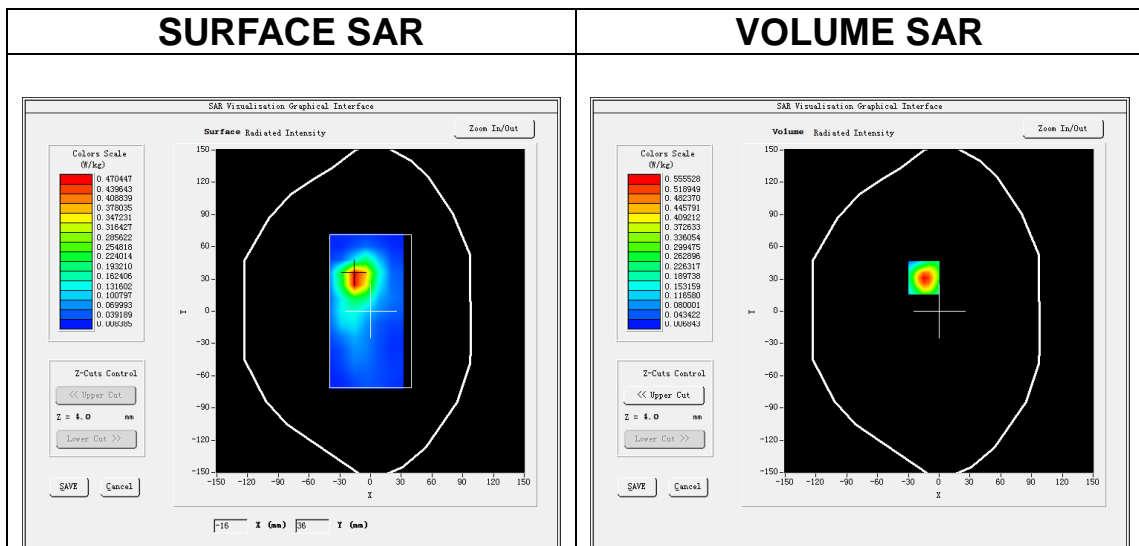 SURFACE SAR
VOLUME SAR
SAR Visualisation Graphical Interface
Surface Radiated Intensity
Zoom In/Out
Colors Scale
(W/kg)
0.470447
0.439643
0.408839
0.378035
0.347231
0.316427
0.285622
0.254818
0.224014
0.193210
0.162406
0.131602
0.100797
0.069993
0.039189
0.008385
150
120
90
60
30
0
-30
-60
-90
-120
-150
Y
-150 -120 -90 -60 -30 0 30 60 90 120 150
X
Z-Cuts Control
<< Upper Cut
Z = 4.0 mm
Lower Cut >>
SAVE Cancel
-16 X (mm) 36 Y (mm)
SAR Visualisation Graphical Interface
Volume Radiated Intensity
Zoom In/Out
Colors Scale
(W/kg)
0.555528
0.518949
0.482370
0.445791
0.409212
0.372633
0.336054
0.299475
0.262896
0.226317
0.189738
0.153159
0.116580
0.080001
0.043422
0.006843
150
120
90
60
30
0
-30
-60
-90
-120
-150
Y
-150 -120 -90 -60 -30 0 30 60 90 120 150
X
Z-Cuts Control
<< Upper Cut
Z = 4.0 mm
Lower Cut >>
SAVE Cancel